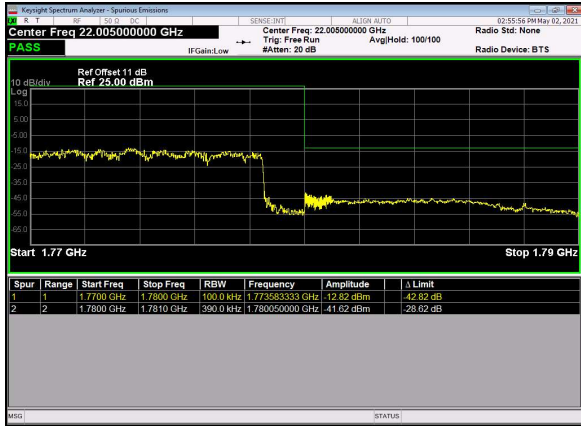 Keysight Spectrum Analyzer - Spurious Emissions
RF 50 Ω DC SENSE:INT ALIGN AUTO 02:55:56 PM May 02, 2021
Center Freq 22.005000000 GHz Center Freq: 22.005000000 GHz Radio Std: None
Trig: Free Run Avg|Hold: 100/100
PASS IFGain:Low #Atten: 20 dB Radio Device: BTS
Ref Offset 11 dB
10 dB/div Ref 25.00 dBm
Log
15.0
5.00
-5.00
-15.0
-25.0
-35.0
-45.0
-55.0
-65.0
Start 1.77 GHz Stop 1.79 GHz
Spur Range Start Freq Stop Freq RBW Frequency Amplitude Δ Limit
1 1 1.7700 GHz 1.7800 GHz 100.0 kHz 1.773583333 GHz -12.82 dBm -42.82 dB
2 2 1.7800 GHz 1.7810 GHz 390.0 kHz 1.780050000 GHz -41.62 dBm -28.62 dB
MSG STATUS